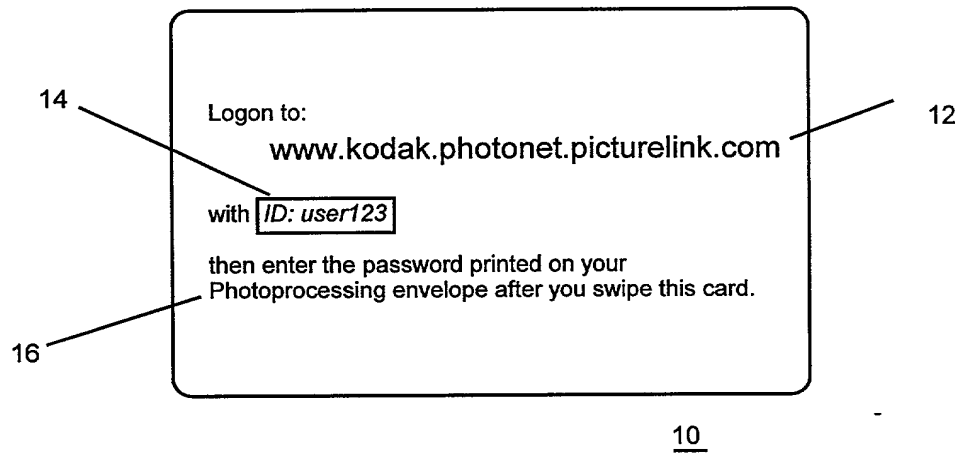 14
12
Logon to:
www.kodak.photonet.picturelink.com
with ID: user123
then enter the password printed on your
Photoprocessing envelope after you swipe this card.
16
10